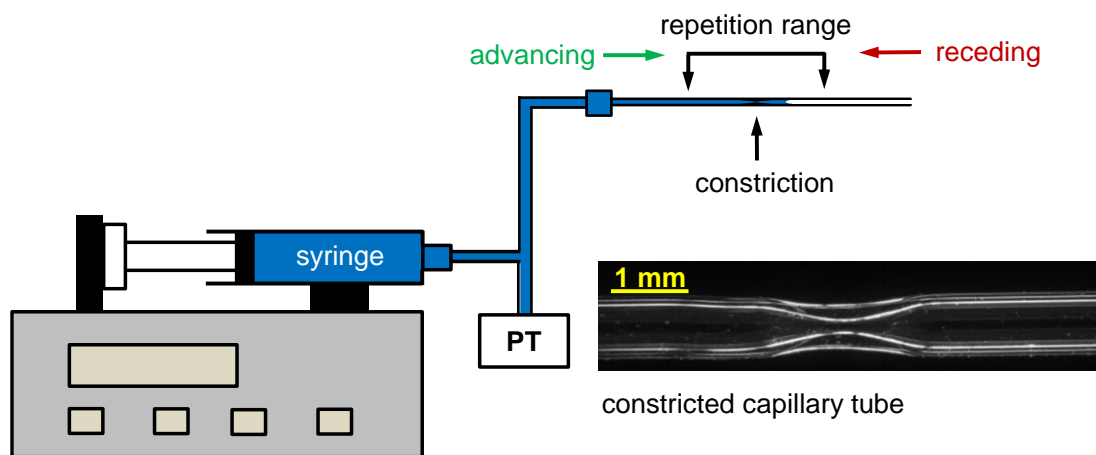 repetition range
advancing
receding
constriction
syringe
1 mm
PT
constricted capillary tube